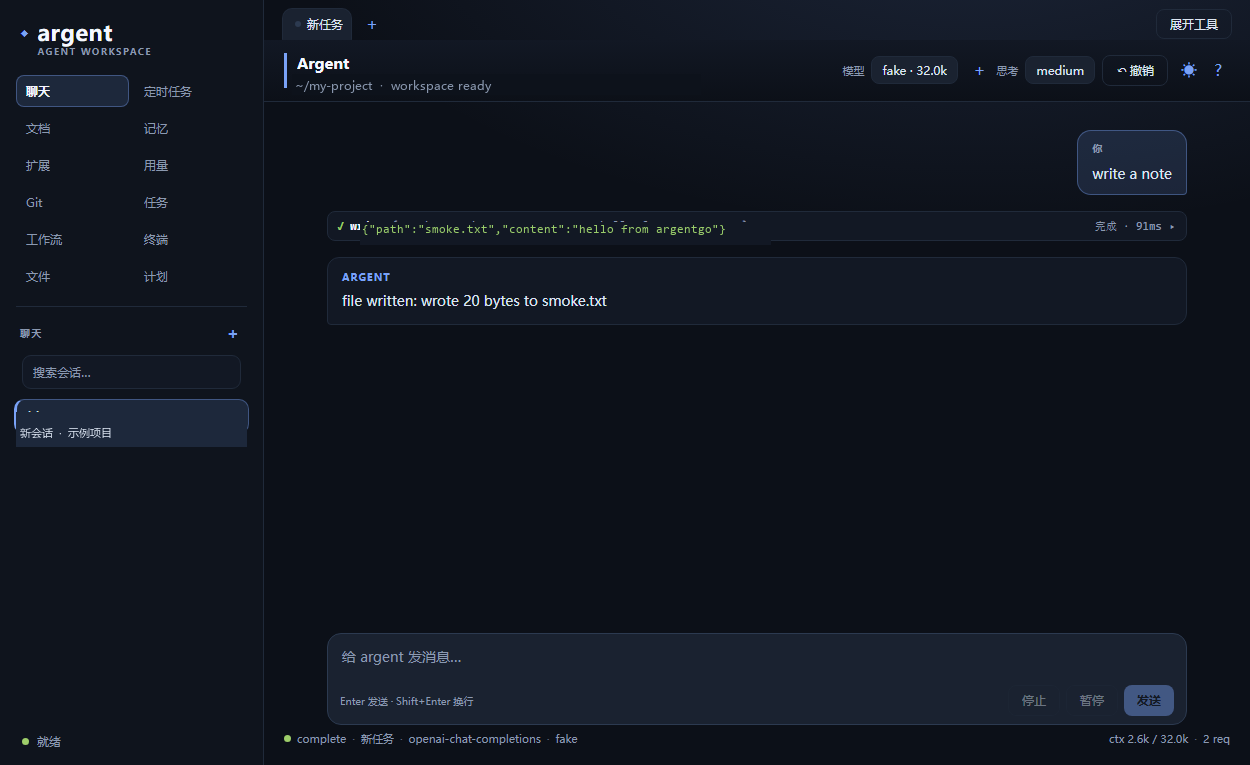 argent
AGENT WORKSPACE
聊天
定时任务
文档
记忆
扩展
用量
Git
任务
工作流
终端
文件
计划
聊天
+
搜索会话...
新会话 · 示例项目
就绪
新任务
+
展开工具
Argent
~/my-project · workspace ready
模型
fake · 32.0k
+
思考
medium
↶撤销
?
你
write a note
✓
{"path":"smoke.txt","content":"hello from argentgo"}
完成 · 91ms ▸
ARGENT
file written: wrote 20 bytes to smoke.txt
给 argent 发消息...
Enter 发送 · Shift+Enter 换行
停止
暂停
发送
complete · 新任务 · openai-chat-completions · fake
ctx 2.6k / 32.0k · 2 req